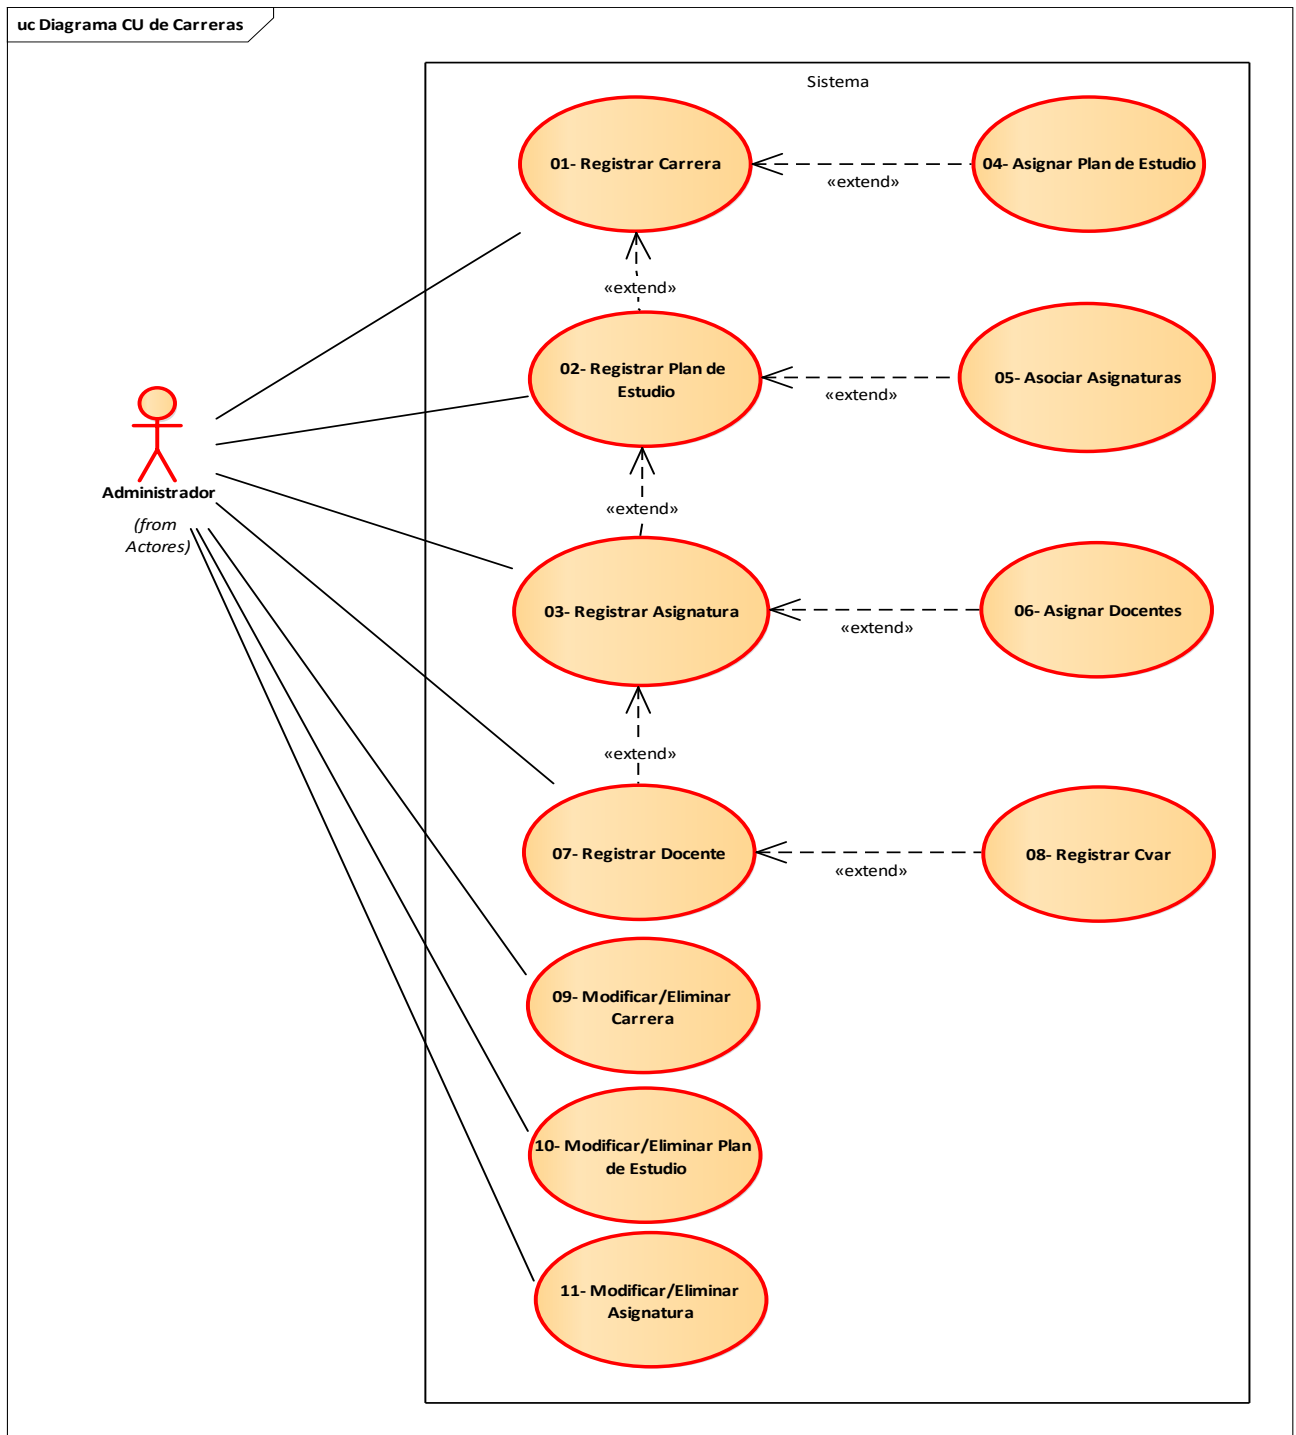 uc Diagrama CU de Carreras
Sistema
01- Registrar Carrera
04- Asignar Plan de Estudio
«extend»
«extend»
02- Registrar Plan de
Estudio
05- Asociar Asignaturas
«extend»
Administrador
(from
Actores)
«extend»
03- Registrar Asignatura
06- Asignar Docentes
«extend»
«extend»
07- Registrar Docente
08- Registrar Cvar
«extend»
09- Modificar/Eliminar
Carrera
10- Modificar/Eliminar Plan
de Estudio
11- Modificar/Eliminar
Asignatura